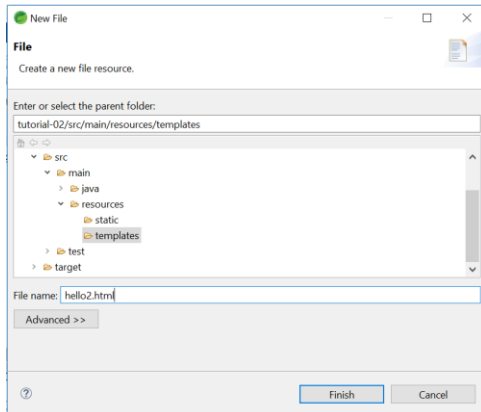 New File
File
Create a new file resource.
Enter or select the parent folder:
tutorial-02/src/main/resources/templates
src
main
java
resources
static
templates
test
target
File name: hello2.html
Advanced >>
Finish Cancel